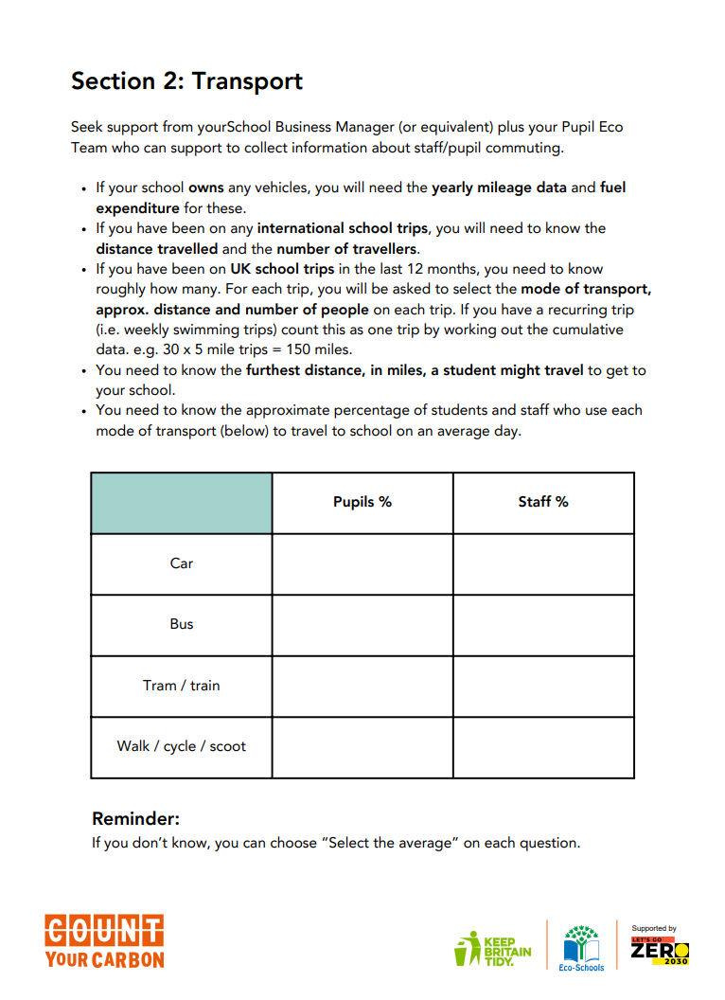 Section 2: Transport
Seek support from yourSchool Business Manager (or equivalent) plus your Pupil Eco
Team who can support to collect information about staff/pupil commuting.
• If your school owns any vehicles, you will need the yearly mileage data and fuel
expenditure for these.
• If you have been on any international school trips, you will need to know the
distance travelled and the number of travellers.
• If you have been on UK school trips in the last 12 months, you need to know
roughly how many. For each trip, you will be asked to select the mode of transport,
approx. distance and number of people on each trip. If you have a recurring trip
(i.e. weekly swimming trips) count this as one trip by working out the cumulative
data. e.g. 30 x 5 mile trips = 150 miles.
• You need to know the furthest distance, in miles, a student might travel to get to
your school.
• You need to know the approximate percentage of students and staff who use each
mode of transport (below) to travel to school on an average day.
Pupils % Staff %
Car
Bus
Tram / train
Walk / cycle / scoot
Reminder:
If you don't know, you can choose “Select the average” on each question.
COUNT
YOUR CARBON
KEEP
BRITAIN
TIDY.
Eco-Schools
Supported by
LET'S GO
ZERO
2030